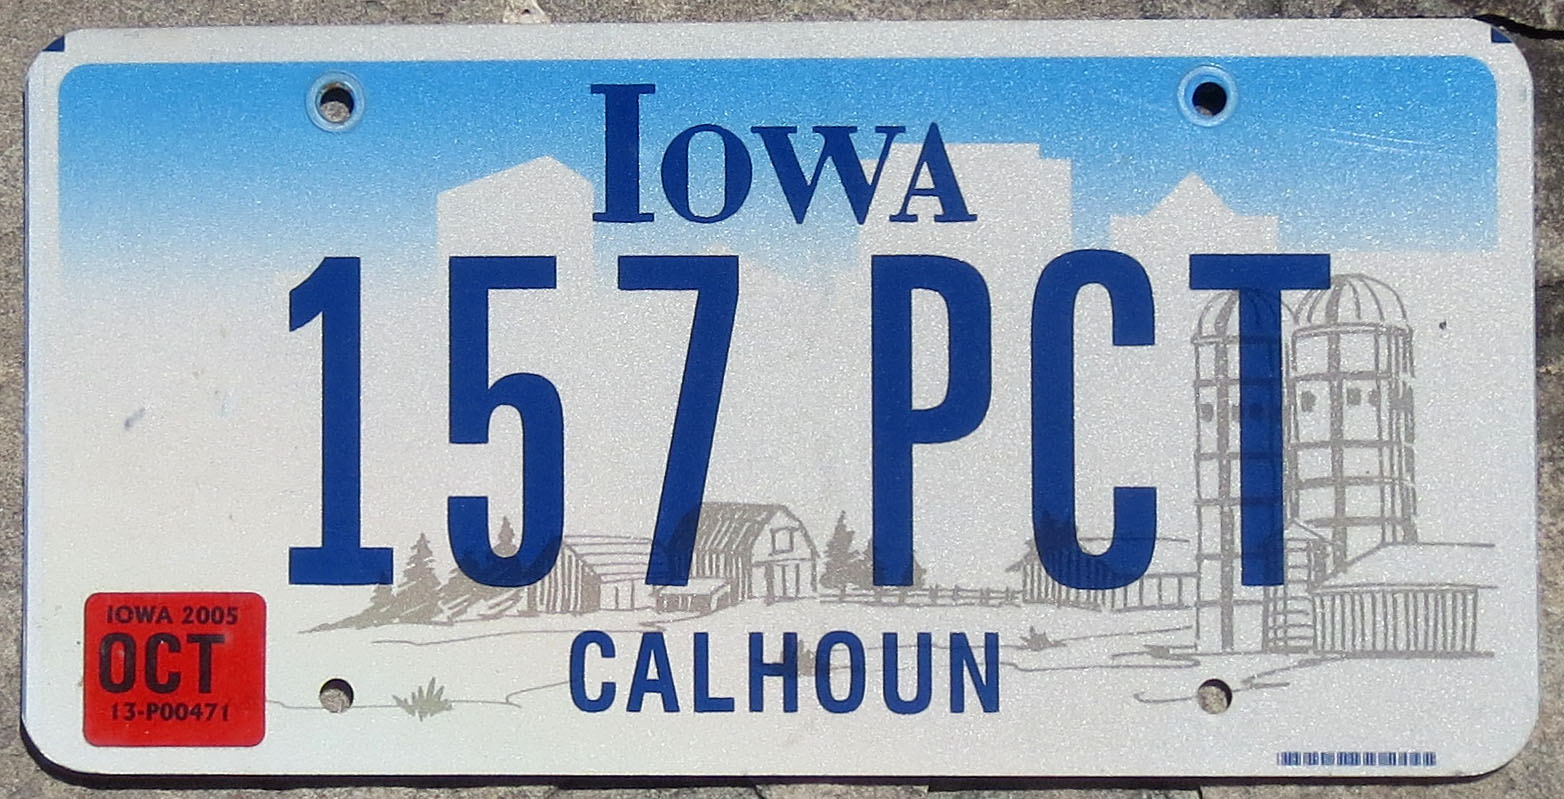 IOWA
157 PCT
IOWA 2005
OCT
13-P00471
CALHOUN